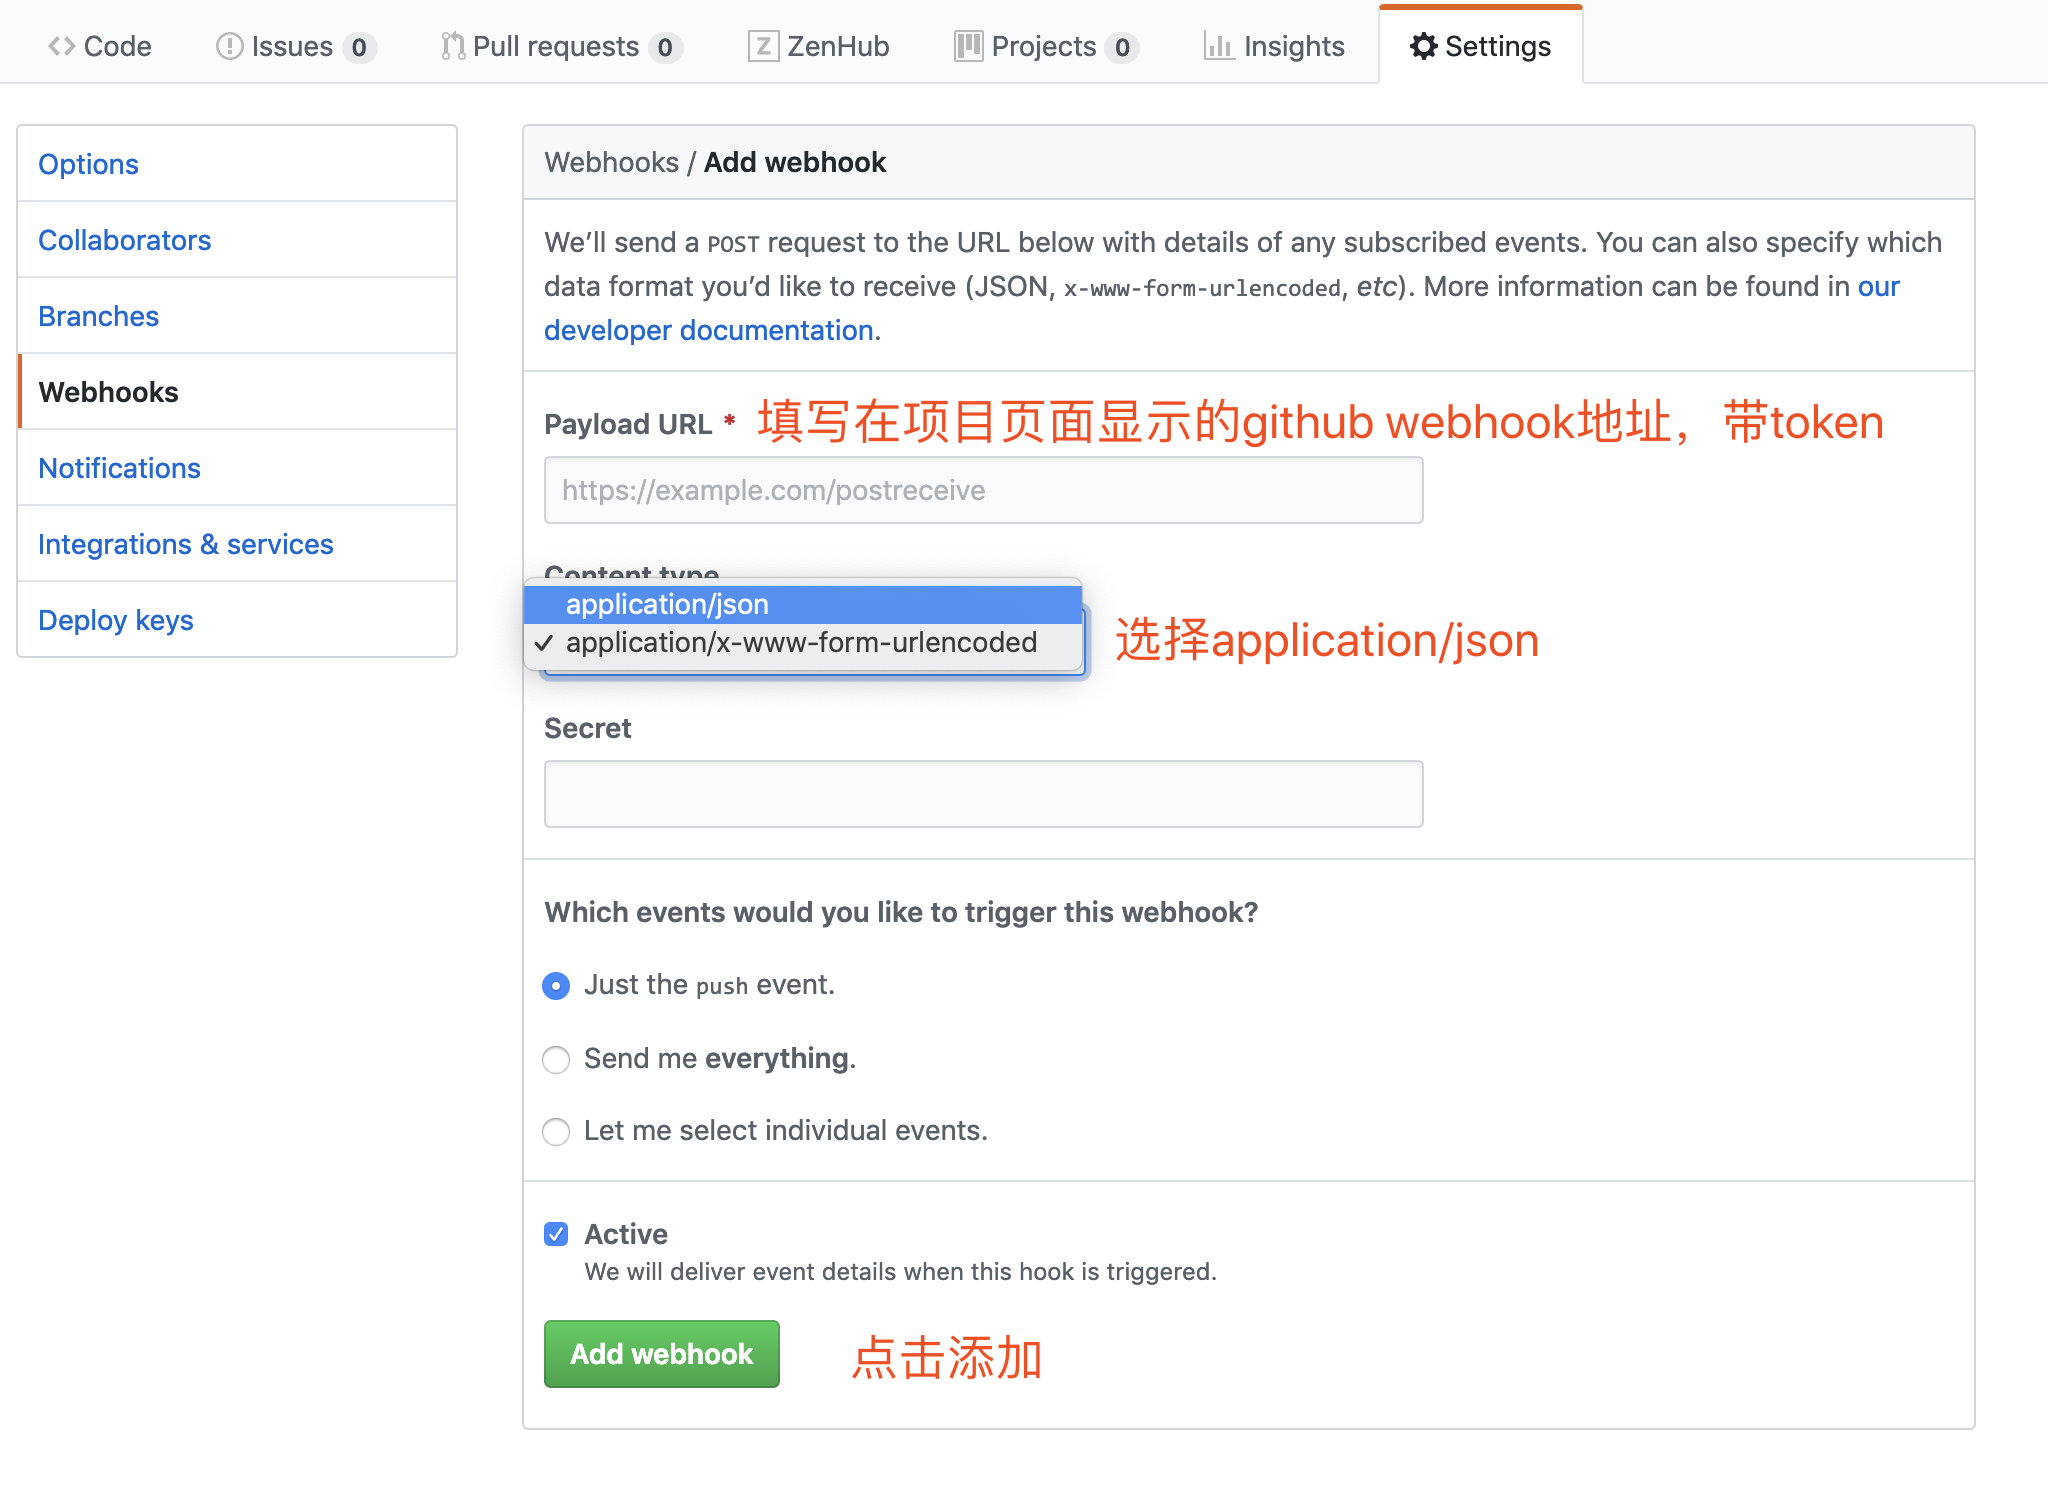 Code Issues 0 Pull requests 0 ZenHub Projects 0 Insights Settings
Options
Collaborators
Branches
Webhooks
Notifications
Integrations & services
Deploy keys
Webhooks / Add webhook
We’ll send a POST request to the URL below with details of any subscribed events. You can also specify which
data format you’d like to receive (JSON, x-www-form-urlencoded, etc). More information can be found in our
developer documentation.
Payload URL * 填写在项目页面显示的github webhook地址，带token
https://example.com/postreceive
Content type
application/json
✓ application/x-www-form-urlencoded
选择application/json
Secret
Which events would you like to trigger this webhook?
Just the push event.
Send me everything.
Let me select individual events.
Active
We will deliver event details when this hook is triggered.
Add webhook 点击添加